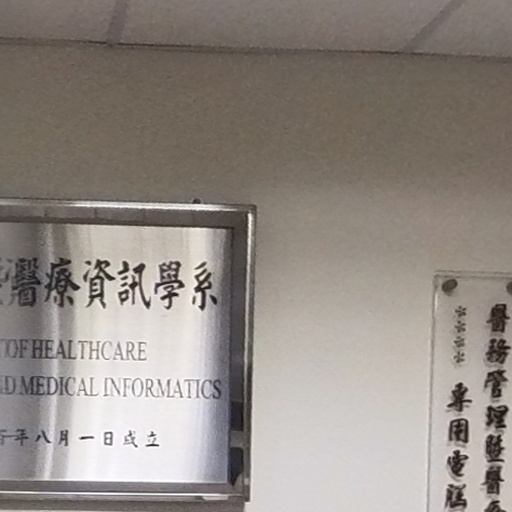 暨醫療資訊學系
OF HEALTHCARE
MEDICAL INFORMATICS
年八月一日成立
醫務管理暨醫
****專用電腦